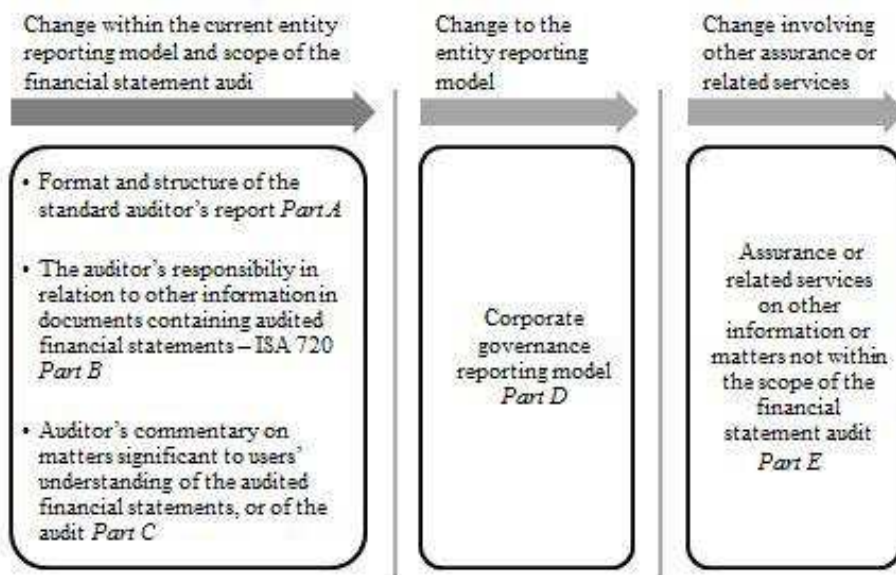 Change within the current entity
reporting model and scope of the
financial statement audi
Change to the
entity reporting
model
Change involving
other assurance or
related services
• Format and structure of the
standard auditor's report Part A
• The auditor's responsibiliy in
relation to other information in
documents containing audited
financial statements – ISA 720
Part B
• Auditor's commentary on
matters significant to users'
understanding of the audited
financial statements, or of the
audit Part C
Corporate
governance
reporting model
Part D
Assurance or
related services
on other
information or
matters not within
the scope of the
financial
statement audit
Part E